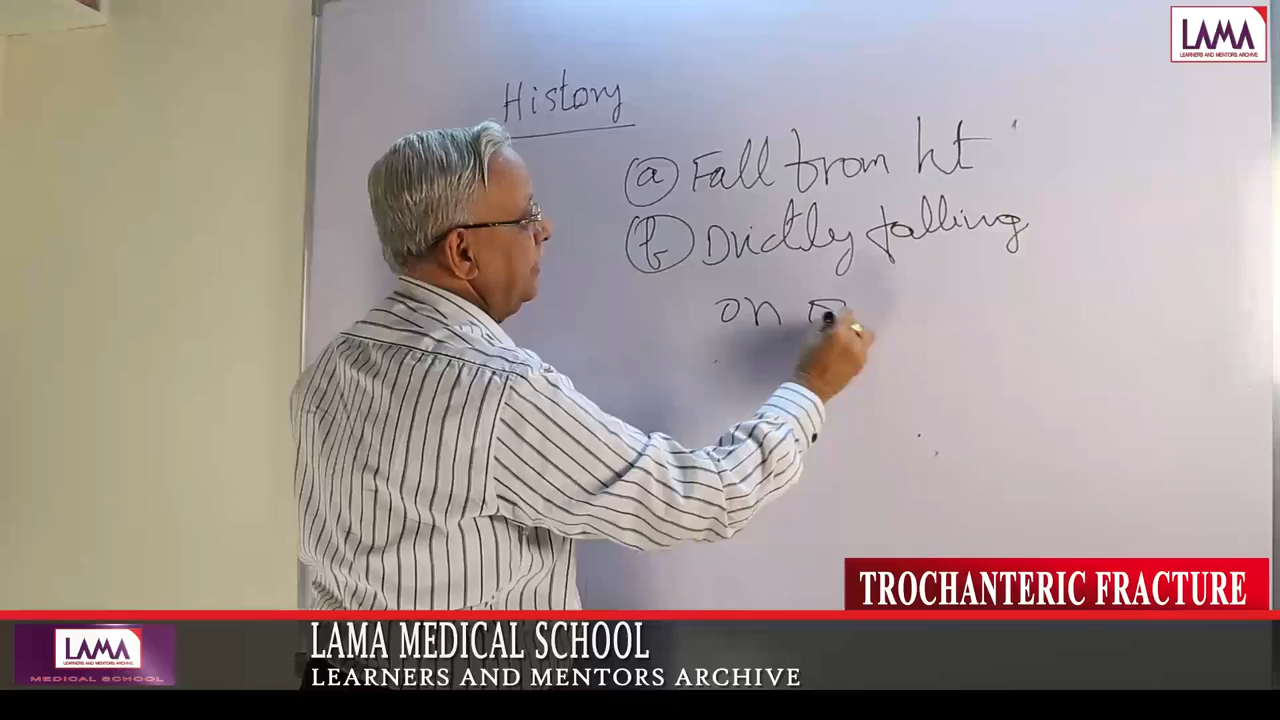 LAMA
LEARNERS AND MENTORS ARCHIVE
History
(a) Fall from ht
(b) falling
on
TROCHANTERIC FRACTURE
LAMA
LEARNERS AND MENTORS ARCHIVE
MEDICAL SCHOOL
LAMA MEDICAL SCHOOL
LEARNERS AND MENTORS ARCHIVE